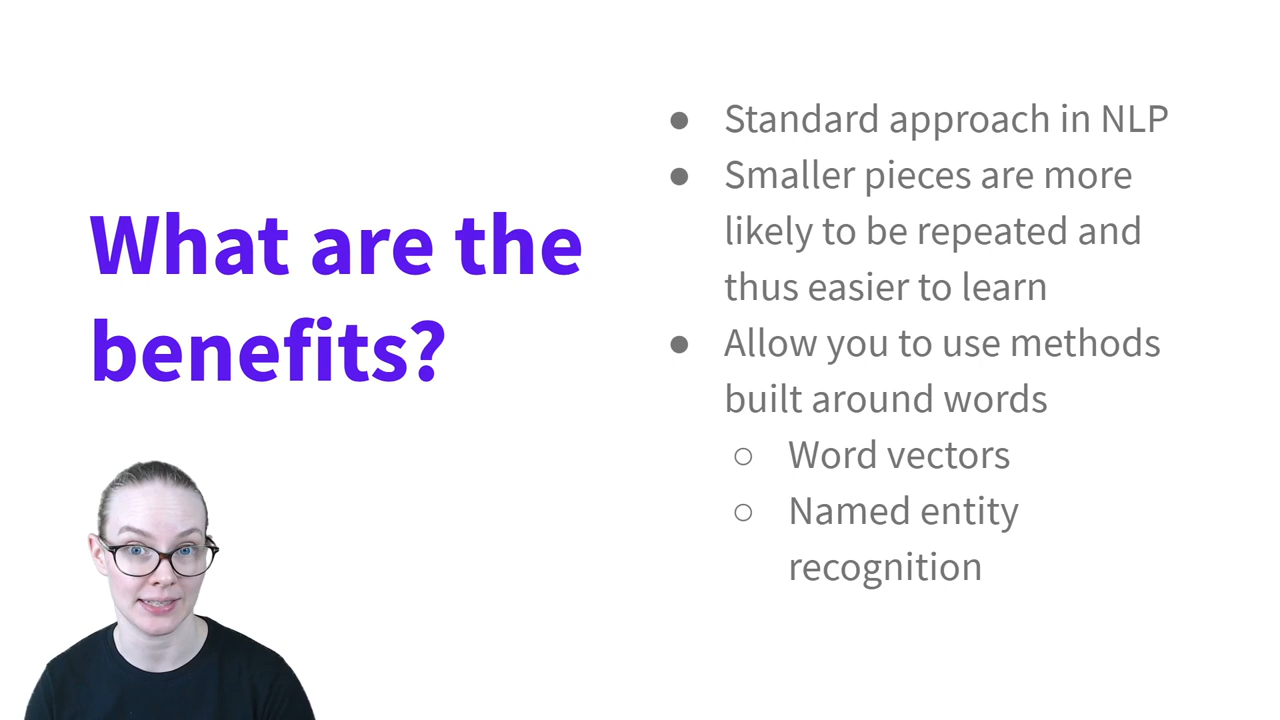 What are the
benefits?
● Standard approach in NLP
● Smaller pieces are more
likely to be repeated and
thus easier to learn
● Allow you to use methods
built around words
○ Word vectors
○ Named entity
recognition